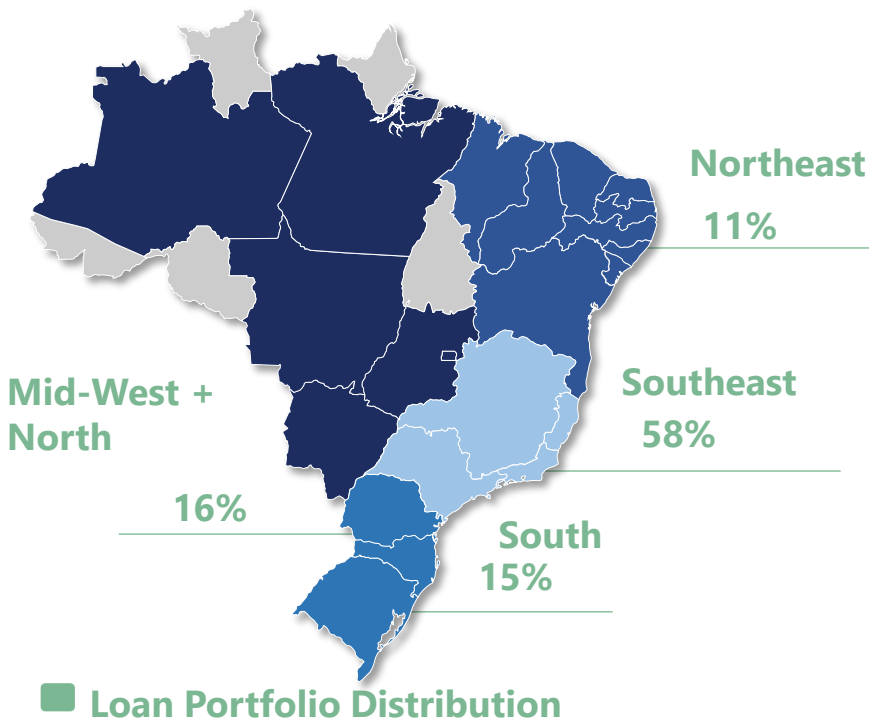 Northeast
11%
Southeast
58%
Mid-West +
North
16%
South
15%
Loan Portfolio Distribution